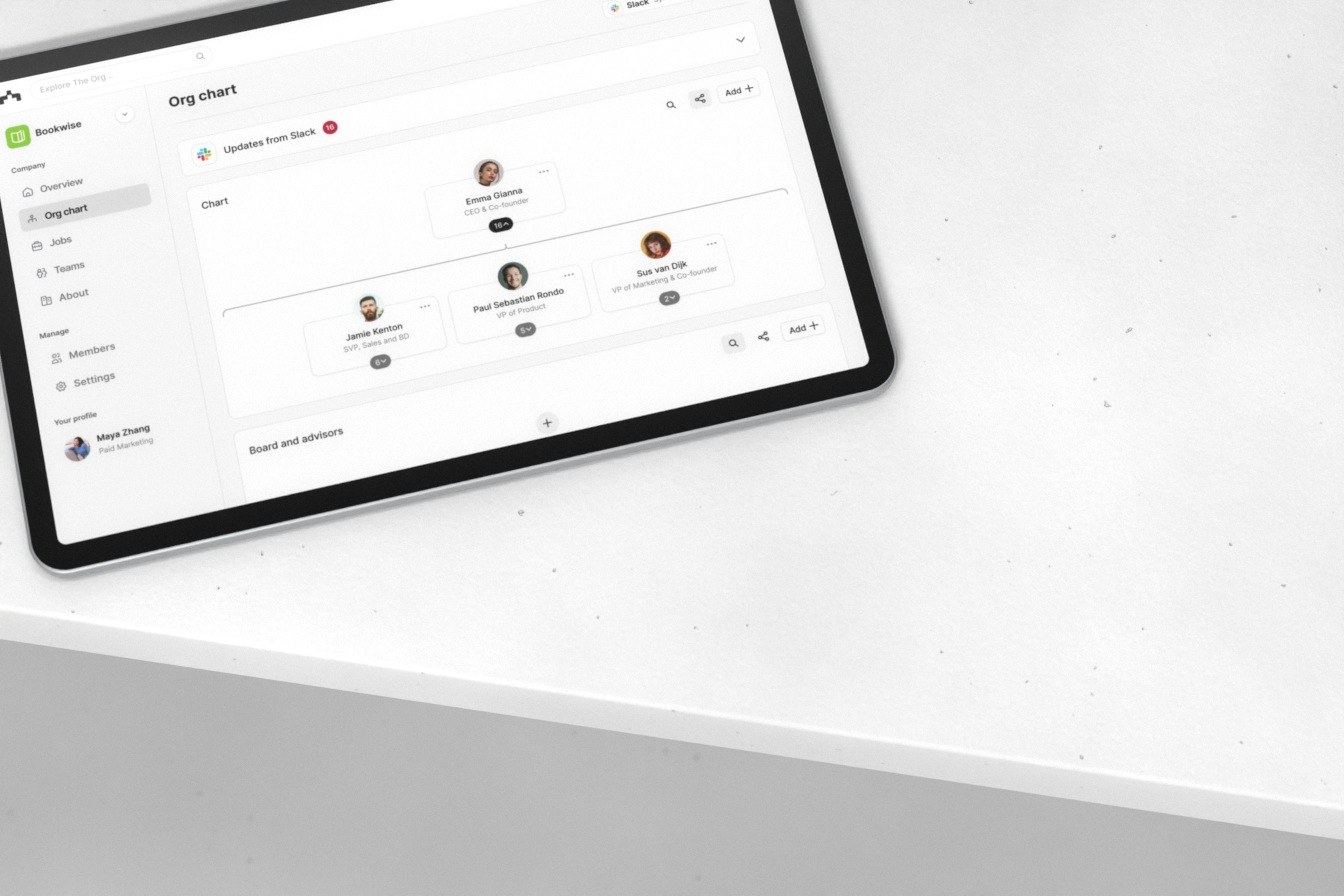 Explore The Org...
Slack
Bookwise
Company
Overview
Org chart
Jobs
Teams
About
Manage
Members
Settings
Your profile
Maya Zhang
Paid Marketing
Org chart
Updates from Slack 16
Chart
Add +
Emma Gianna
CEO & Co-founder
16
Jamie Kenton
SVP, Sales and BD
6
Paul Sebastian Rondo
VP of Product
5
Sus van Dijk
VP of Marketing & Co-founder
2
Board and advisors
Add +